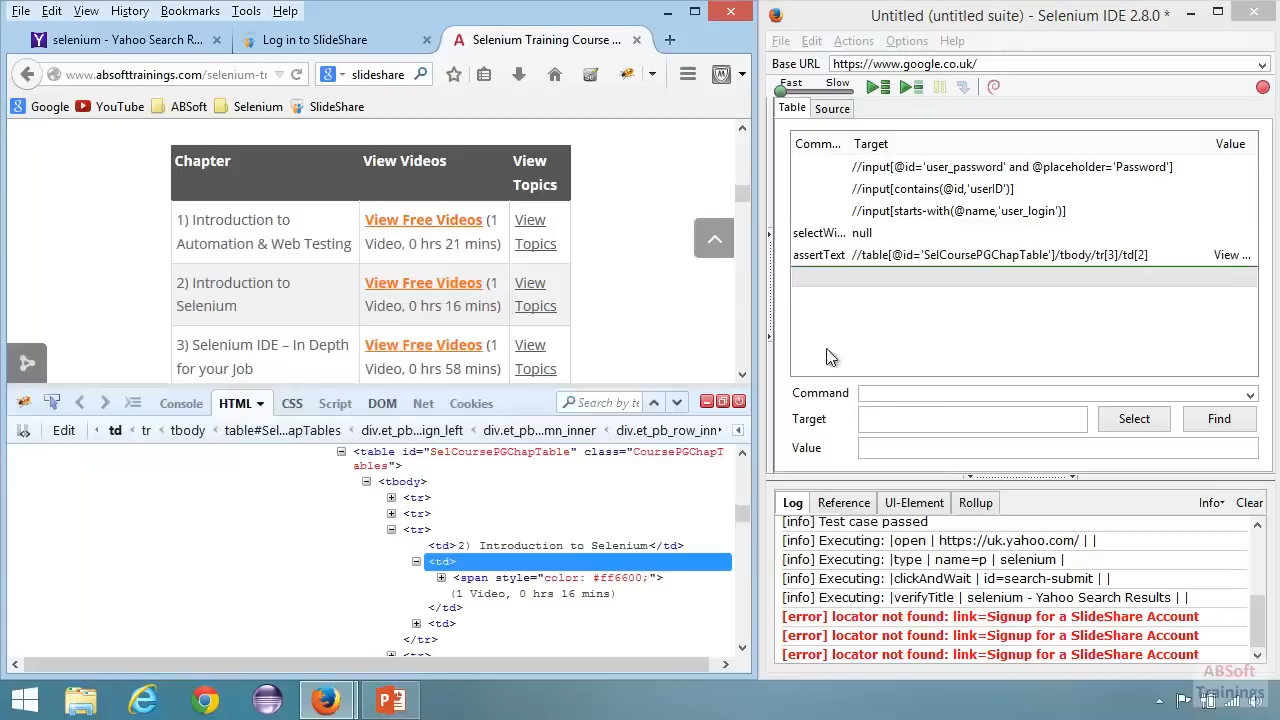 File Edit View History Bookmarks Tools Help
selenium - Yahoo Search R...
Log in to SlideShare
Selenium Training Course ...
www.absofttrainings.com/selenium-tr
slideshare
Google YouTube ABSoft Selenium SlideShare
Chapter
View Videos
View Topics
1) Introduction to Automation & Web Testing
View Free Videos (1 Video, 0 hrs 21 mins)
View Topics
2) Introduction to Selenium
View Free Videos (1 Video, 0 hrs 16 mins)
View Topics
3) Selenium IDE – In Depth for your Job
View Free Videos (1 Video, 0 hrs 58 mins)
View Topics
Console HTML CSS Script DOM Net Cookies
Search by te
Edit td tr tbody table#Sel...apTables div.et_pb...ign_left div.et_pb...mn_inner div.et_pb_row_inn
<table id="SelCoursePGChapTable" class="CoursePGChapT
ables">
<tbody>
<tr>
<tr>
<tr>
<td>2) Introduction to Selenium</td>
<td>
<span style="color: #ff6600;">
(1 Video, 0 hrs 16 mins)
</td>
<td>
</tr>
Untitled (untitled suite) - Selenium IDE 2.8.0 *
File Edit Actions Options Help
Base URL https://www.google.co.uk/
Fast Slow
Table Source
Comm... Target Value
//input[@id='user_password' and @placeholder='Password']
//input[contains(@id,'userID')]
//input[starts-with(@name,'user_login')]
selectWi... null
assertText //table[@id='SelCoursePGChapTable']/tbody/tr[3]/td[2] View ...
Command
Target Select Find
Value
Log Reference UI-Element Rollup Info Clear
[info] Test case passed
[info] Executing: |open | https://uk.yahoo.com/ | |
[info] Executing: |type | name=p | selenium |
[info] Executing: |clickAndWait | id=search-submit | |
[info] Executing: |verifyTitle | selenium - Yahoo Search Results | |
[error] locator not found: link=Signup for a SlideShare Account
[error] locator not found: link=Signup for a SlideShare Account
[error] locator not found: link=Signup for a SlideShare Account
ABSoft
Trainings